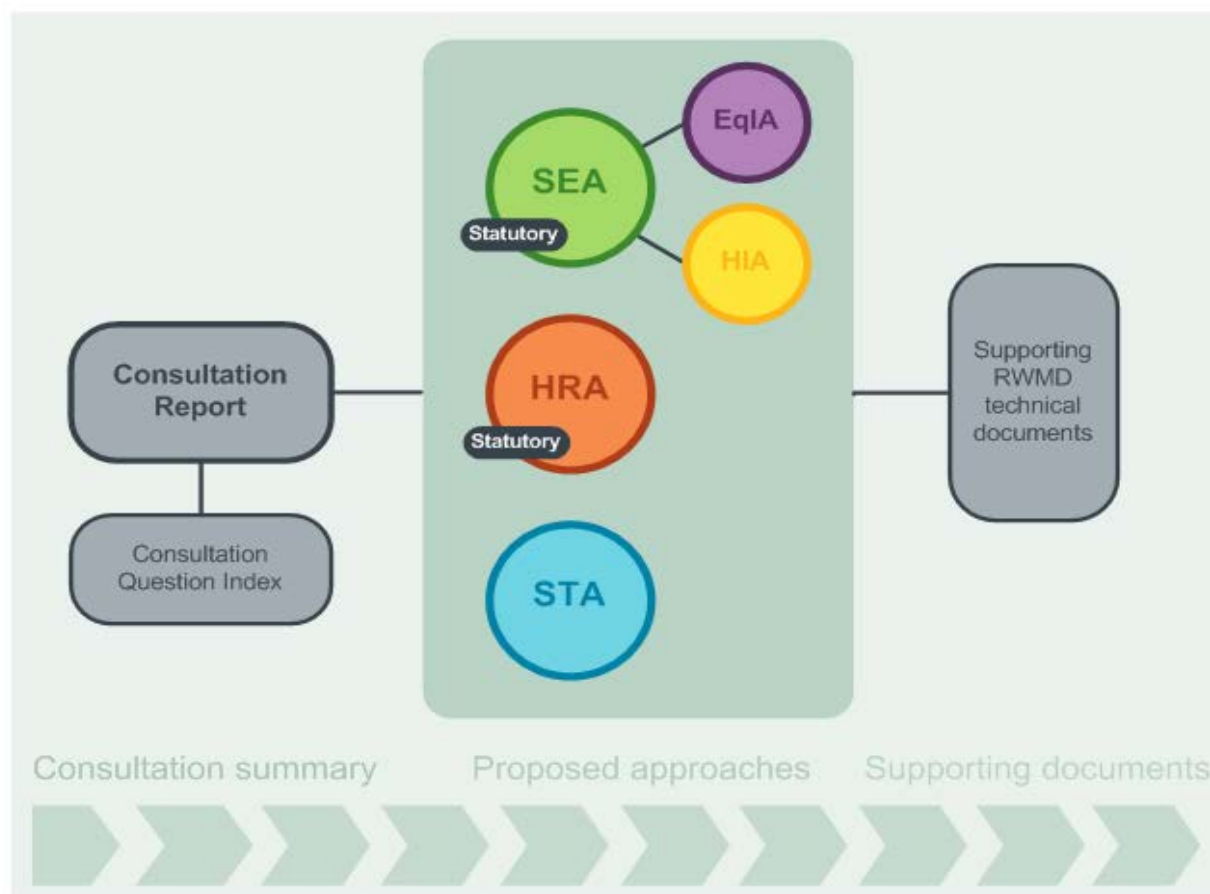 Consultation
Report
Consultation
Question Index
SEA
Statutory
EqIA
HIA
HRA
Statutory
STA
Supporting
RWMD
technical
documents
Consultation summary
Proposed approaches
Supporting documents